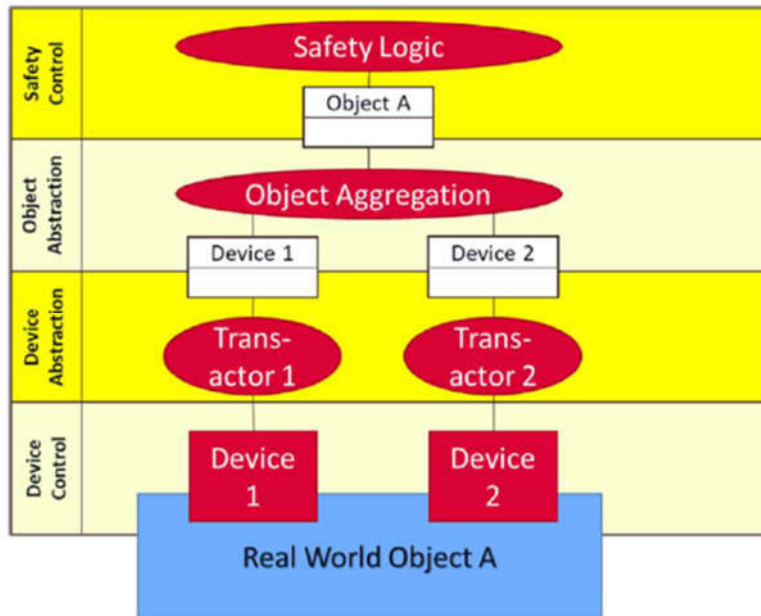 Safety
Control
Safety Logic
Object A
Object
Abstraction
Object Aggregation
Device 1
Device 2
Device
Abstraction
Trans-
actor 1
Trans-
actor 2
Device
Control
Device
1
Device
2
Real World Object A